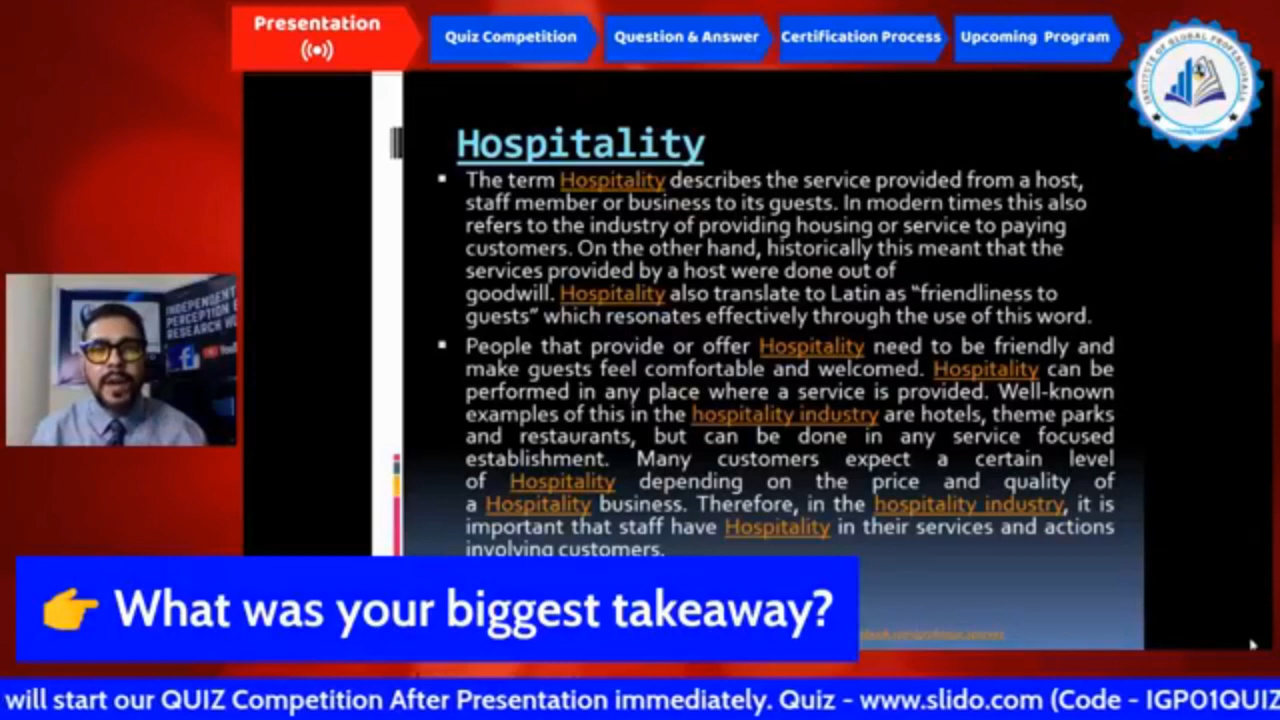 Presentation
Quiz Competition
Question & Answer
Certification Process
Upcoming Program
INSTITUTE OF GLOBAL PROFESSIONALS
Hospitality
The term Hospitality describes the service provided from a host,
staff member or business to its guests. In modern times this also
refers to the industry of providing housing or service to paying
customers. On the other hand, historically this meant that the
services provided by a host were done out of
goodwill. Hospitality also translate to Latin as “friendliness to
guests” which resonates effectively through the use of this word.
People that provide or offer Hospitality need to be friendly and
make guests feel comfortable and welcomed. Hospitality can be
performed in any place where a service is provided. Well-known
examples of this in the hospitality industry are hotels, theme parks
and restaurants, but can be done in any service focused
establishment. Many customers expect a certain level
of Hospitality depending on the price and quality of
a Hospitality business. Therefore, in the hospitality industry, it is
important that staff have Hospitality in their services and actions
involving customers.
INDEPENDENT
PERCEPTION
RESEARCH
What was your biggest takeaway?
will start our QUIZ Competition After Presentation immediately. Quiz - www.slido.com (Code - IGP01QUIZ